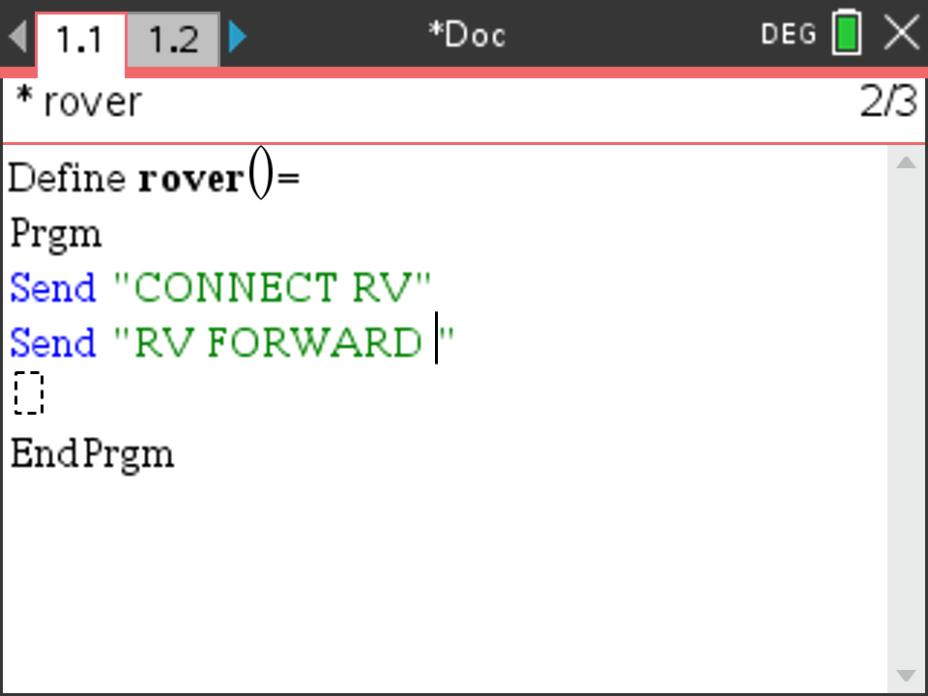 1.1 1.2 *Doc DEG
* rover 2/3
Define rover()=
Prgm
Send "CONNECT RV"
Send "RV FORWARD "
EndPrgm